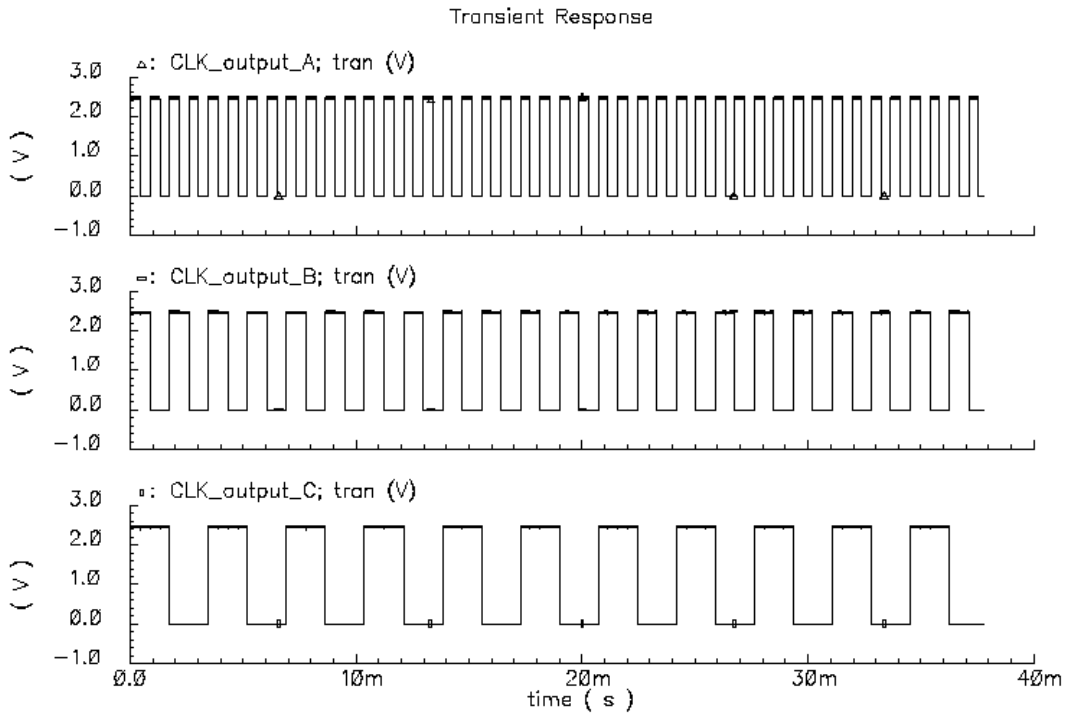 Transient Response
▵: CLK_output_A; tran (V)
3.0
2.0
1.0
0.0
-1.0
( V )
▭: CLK_output_B; tran (V)
3.0
2.0
1.0
0.0
-1.0
( V )
▯: CLK_output_C; tran (V)
3.0
2.0
1.0
0.0
-1.0
( V )
0.0 10m 20m 30m 40m
time ( s )